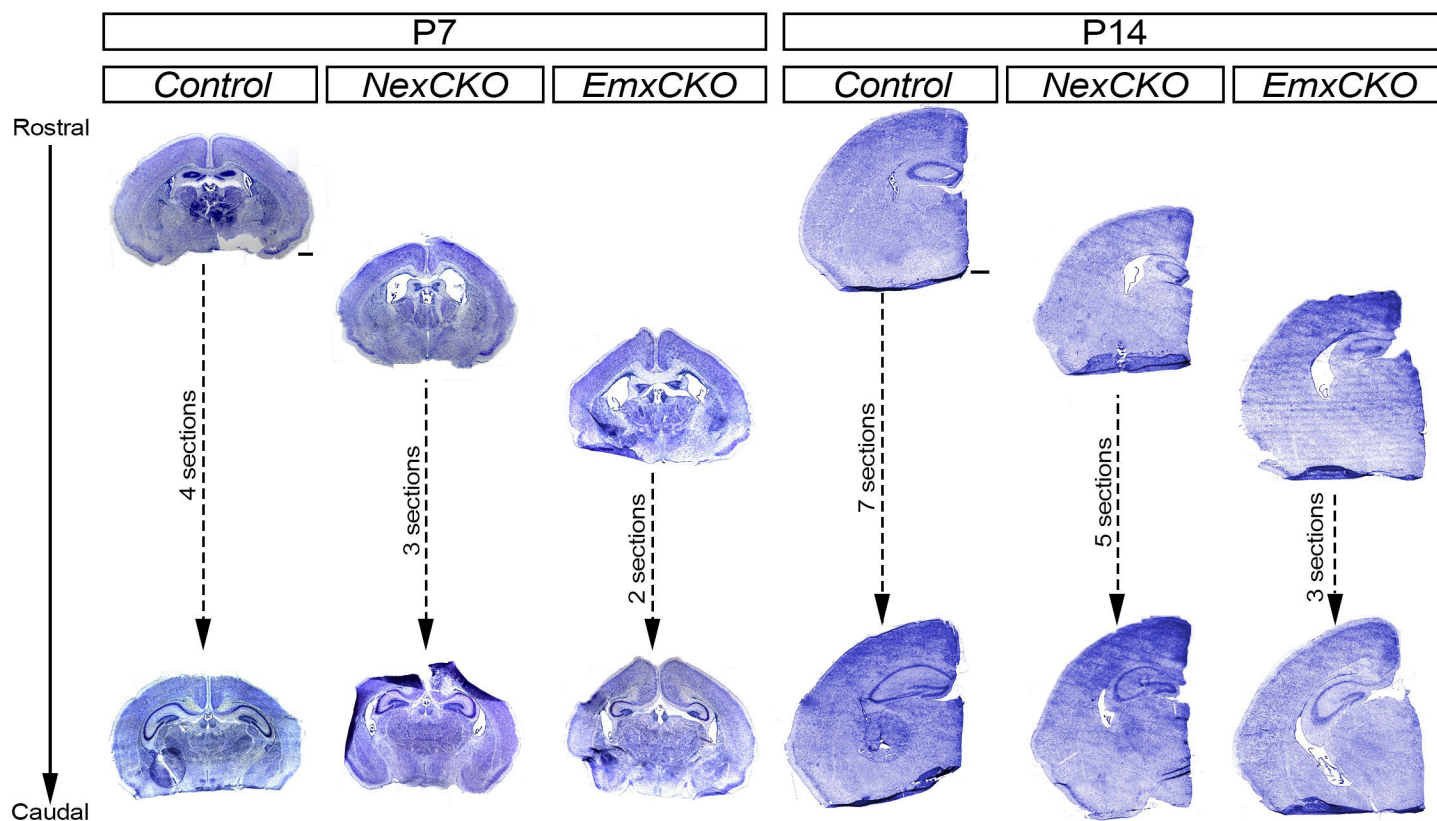 P7
P14
Control
NexCKO
EmxCKO
Control
NexCKO
EmxCKO
Rostral
4 sections
3 sections
2 sections
7 sections
5 sections
3 sections
Caudal